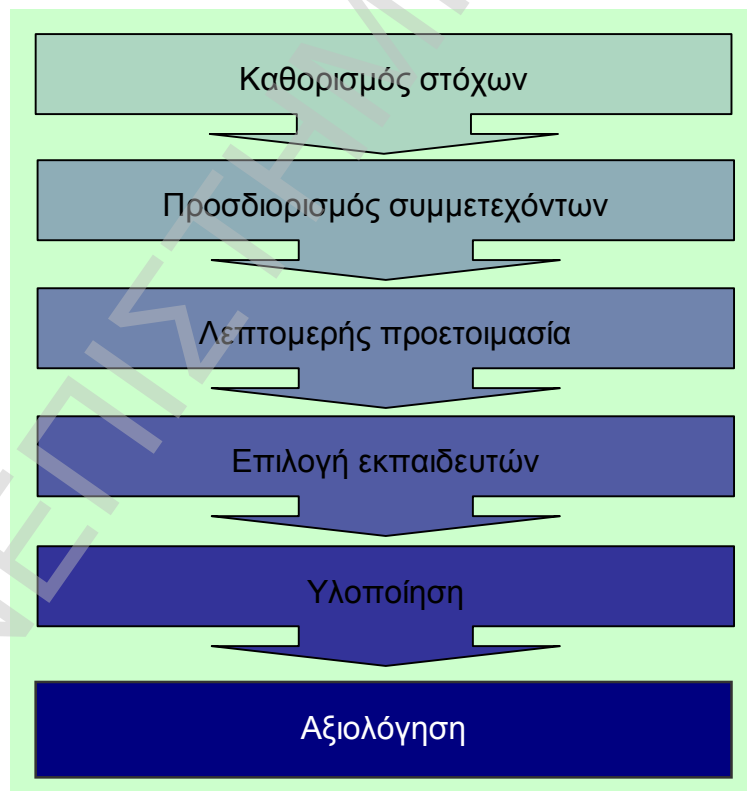 Καθορισμός στόχων
Προσδιορισμός συμμετεχόντων
Λεπτομερής προετοιμασία
Επιλογή εκπαιδευτών
Υλοποίηση
Αξιολόγηση